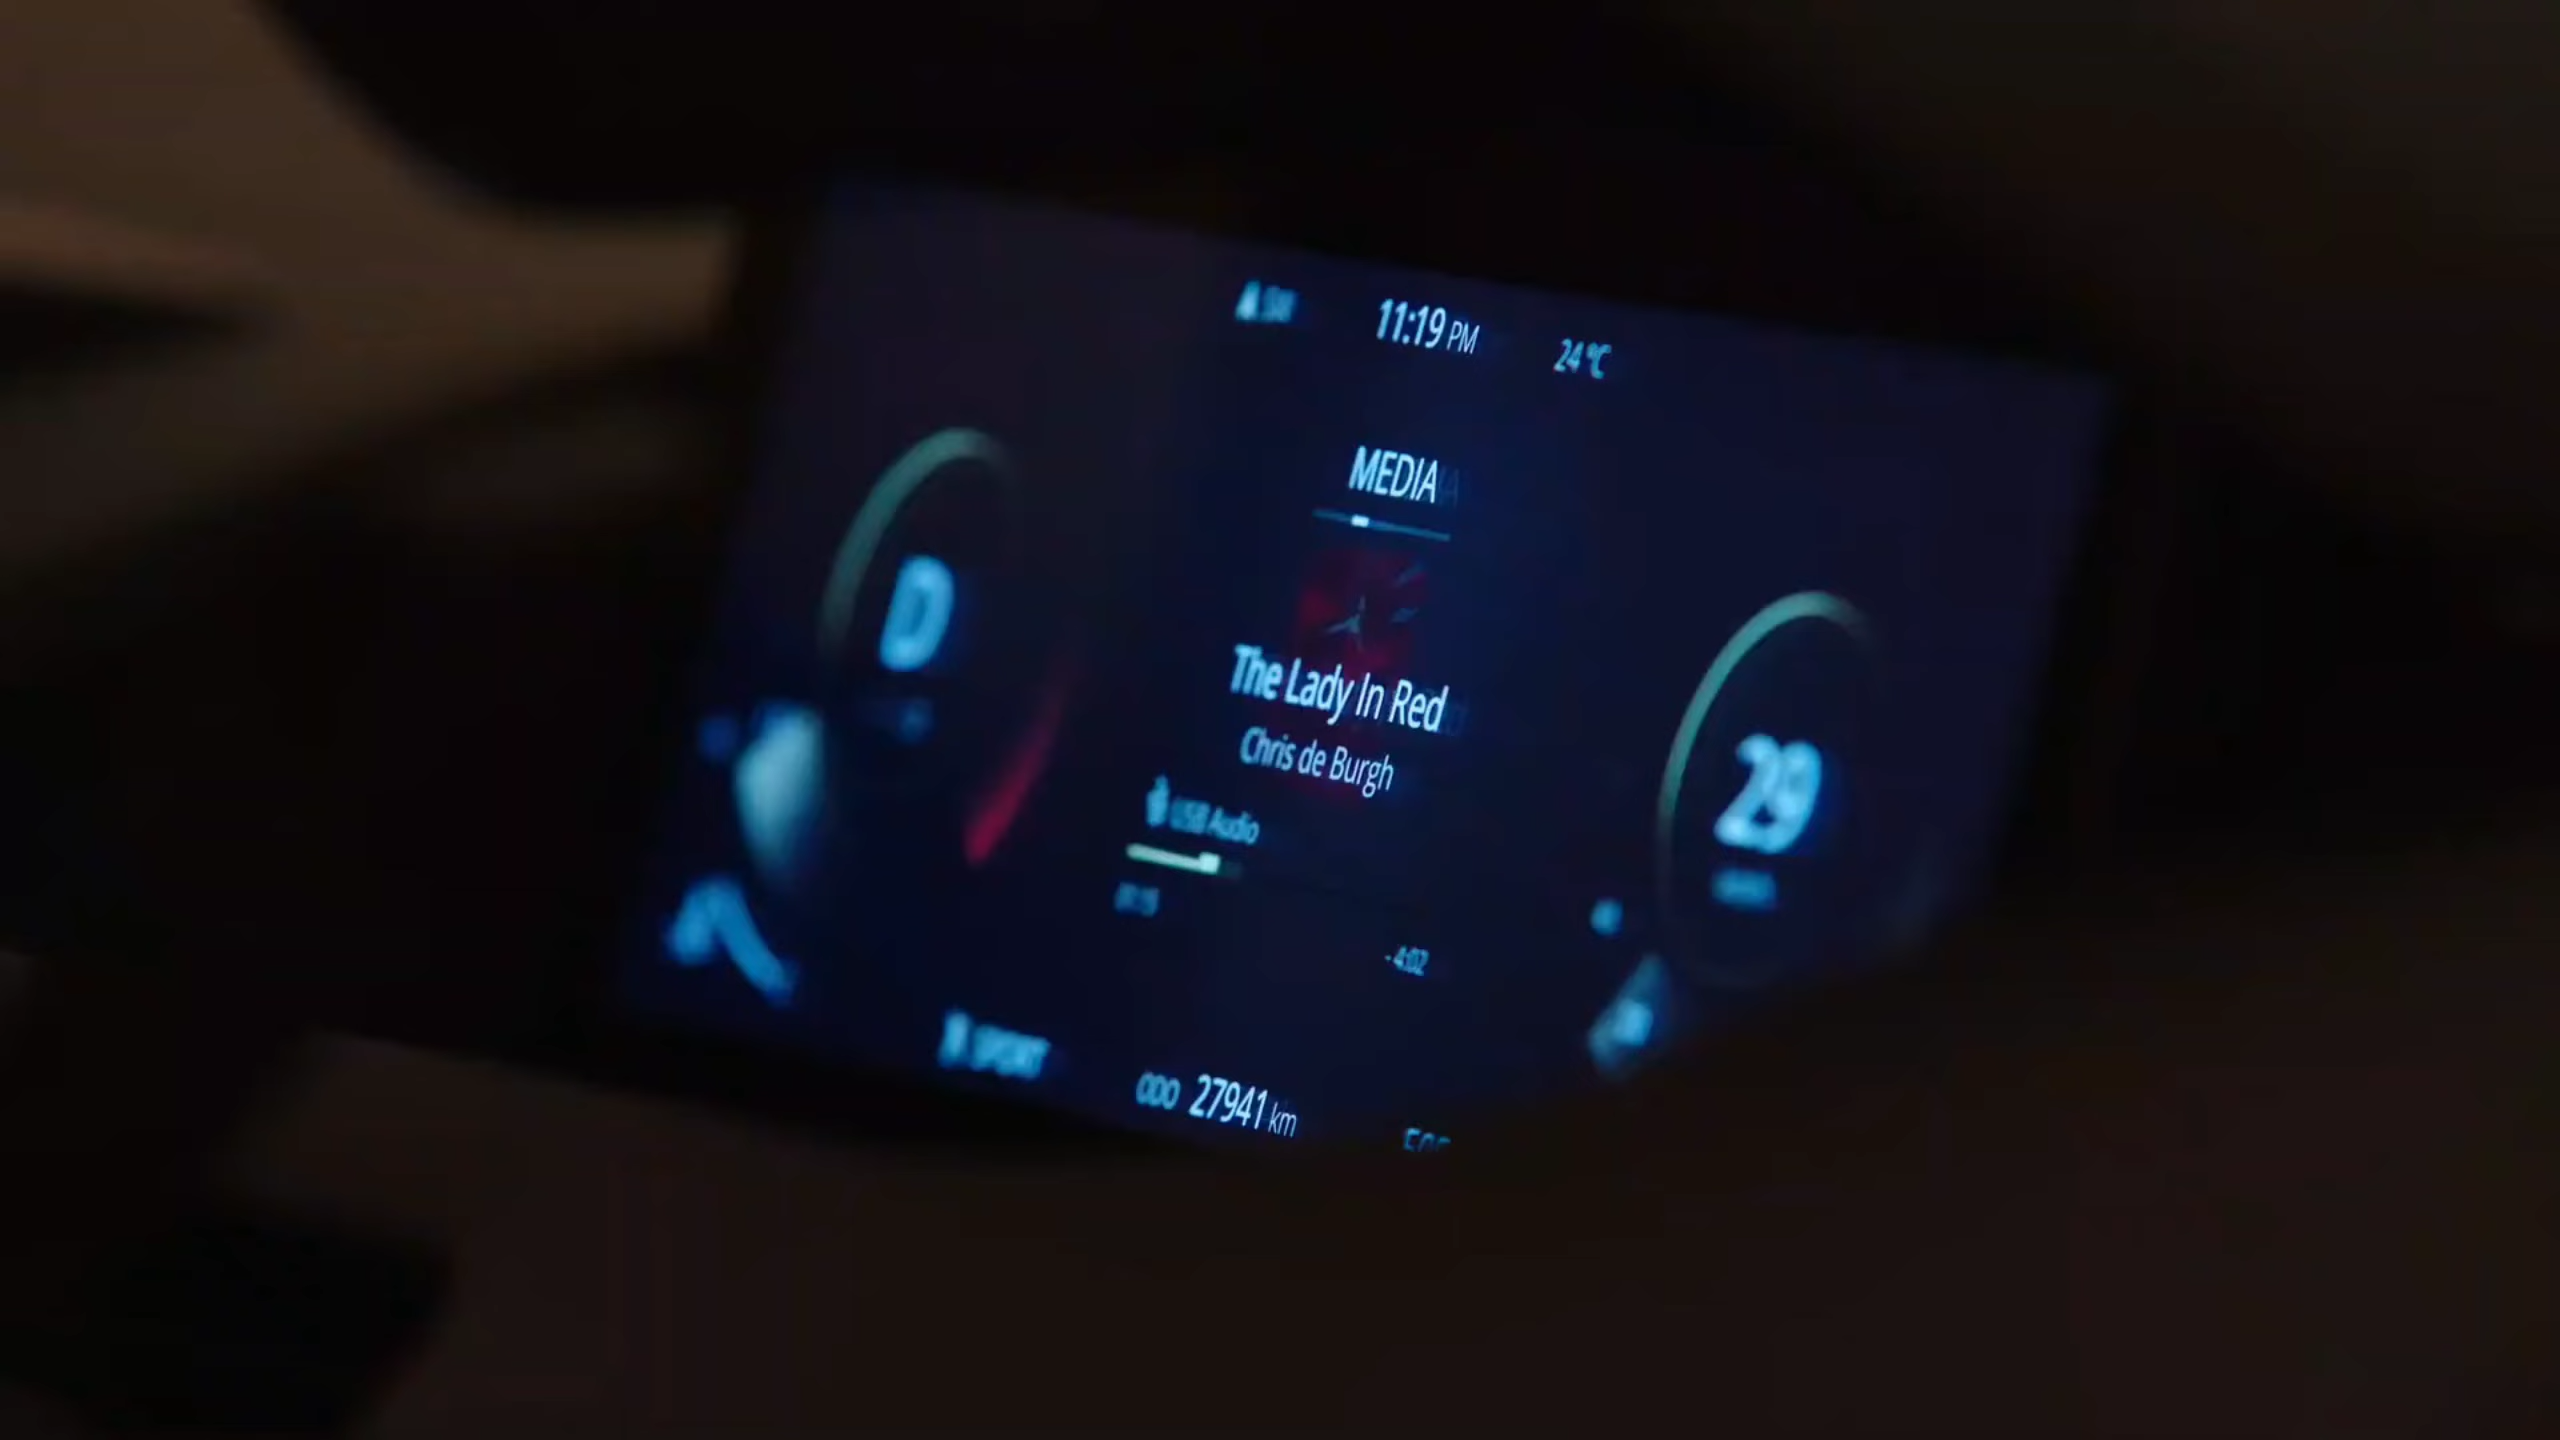 11:19 PM
24°C
MEDIA
D
The Lady In Red
Chris de Burgh
USB Audio
29
-4:02
SPORT
ODO 27941 km